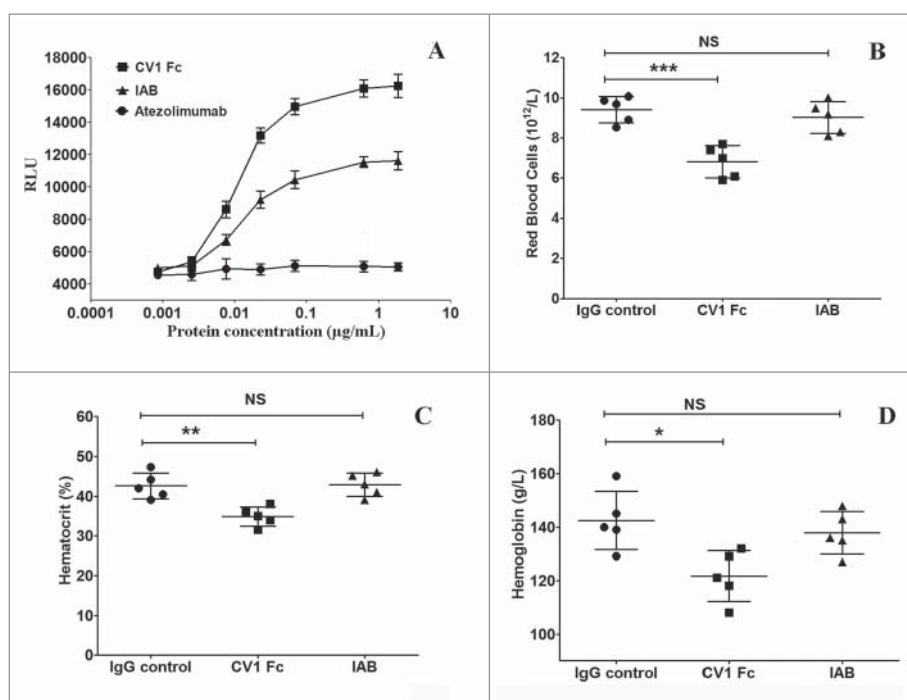 A
CV1 Fc
IAB
Atezolimumab
RLU
18000
16000
14000
12000
10000
8000
6000
4000
0.0001 0.001 0.01 0.1 1 10
Protein concentration (µg/mL)
B
NS
***
Red Blood Cells (10¹²/L)
12
10
8
6
4
2
0
IgG control CV1 Fc IAB
C
NS
**
Hematocrit (%)
60
50
40
30
20
10
0
IgG control CV1 Fc IAB
D
NS
*
Hemoglobin (g/L)
180
160
140
120
100
IgG control CV1 Fc IAB